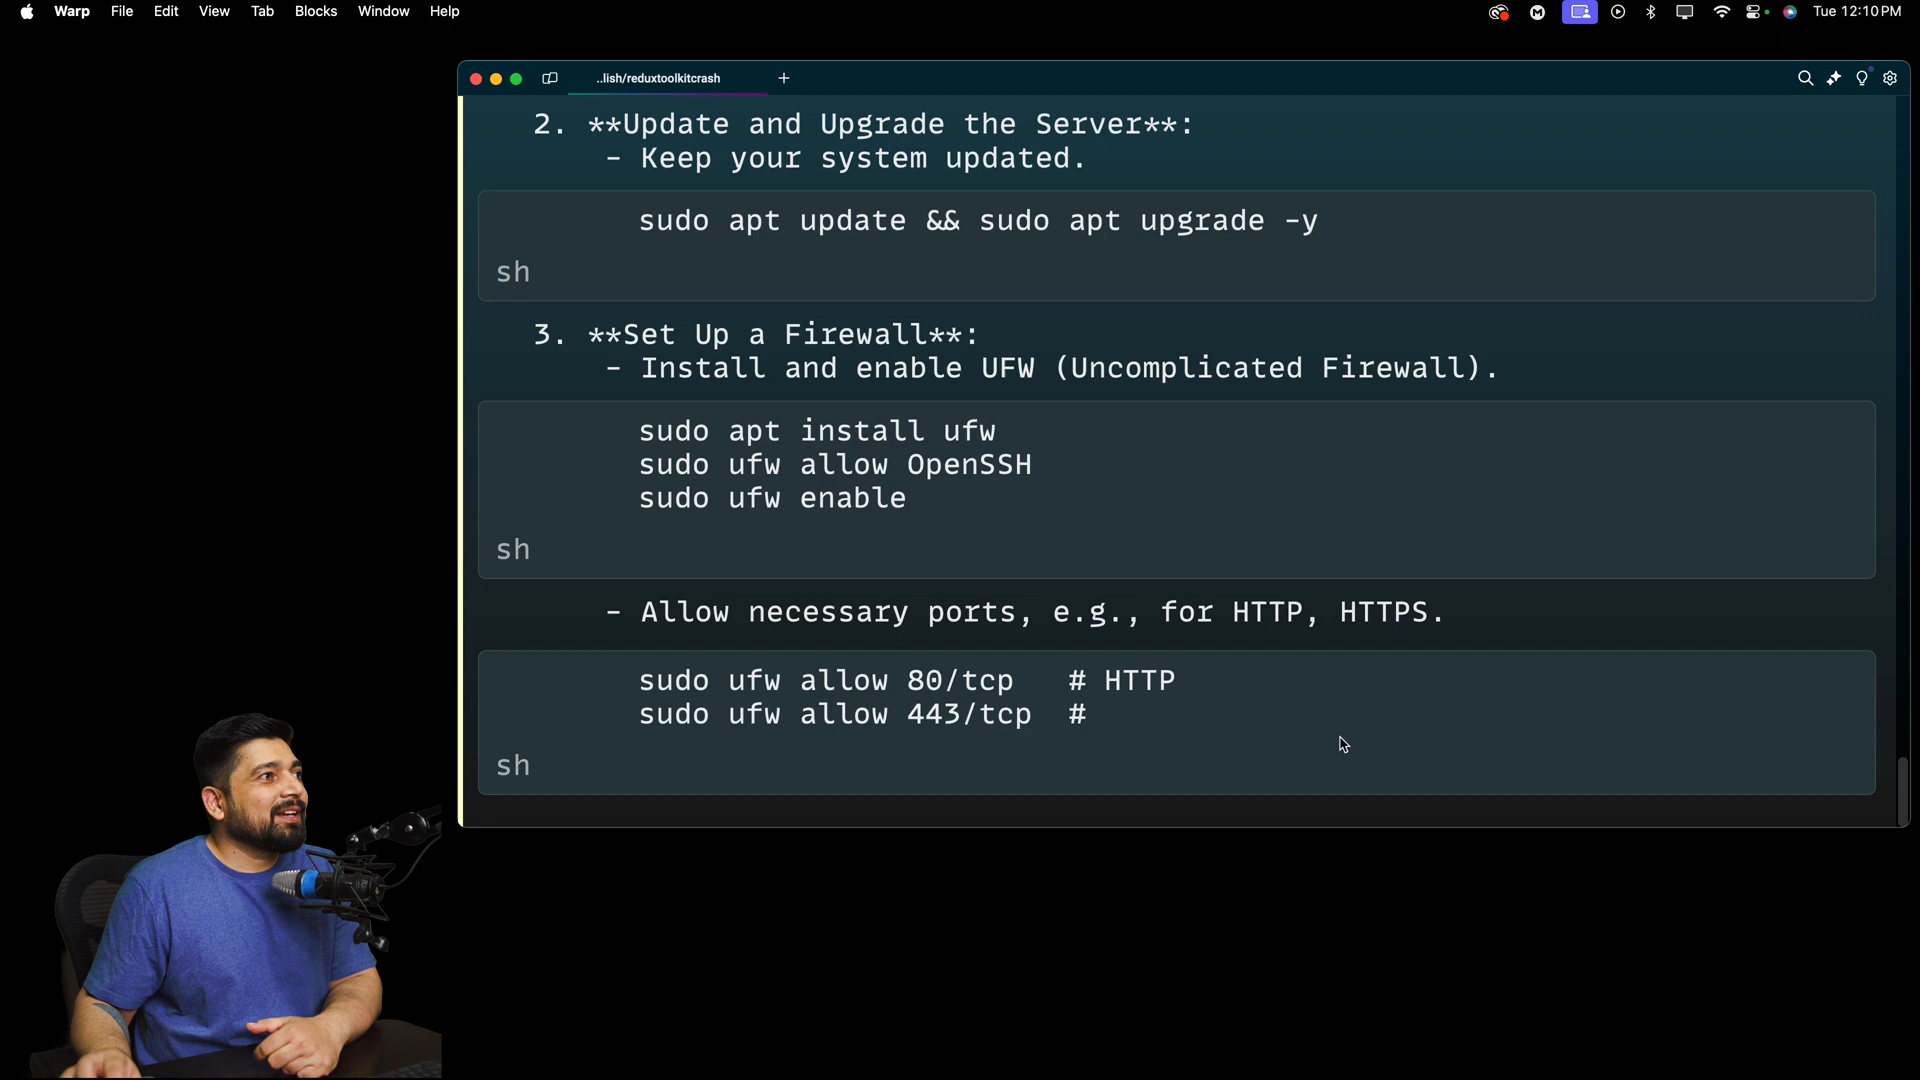 Warp File Edit View Tab Blocks Window Help
Tue 12:10 PM
..lish/reduxtoolkitcrash
2. **Update and Upgrade the Server**:
- Keep your system updated.
sudo apt update && sudo apt upgrade -y
sh
3. **Set Up a Firewall**:
- Install and enable UFW (Uncomplicated Firewall).
sudo apt install ufw
sudo ufw allow OpenSSH
sudo ufw enable
sh
- Allow necessary ports, e.g., for HTTP, HTTPS.
sudo ufw allow 80/tcp # HTTP
sudo ufw allow 443/tcp #
sh